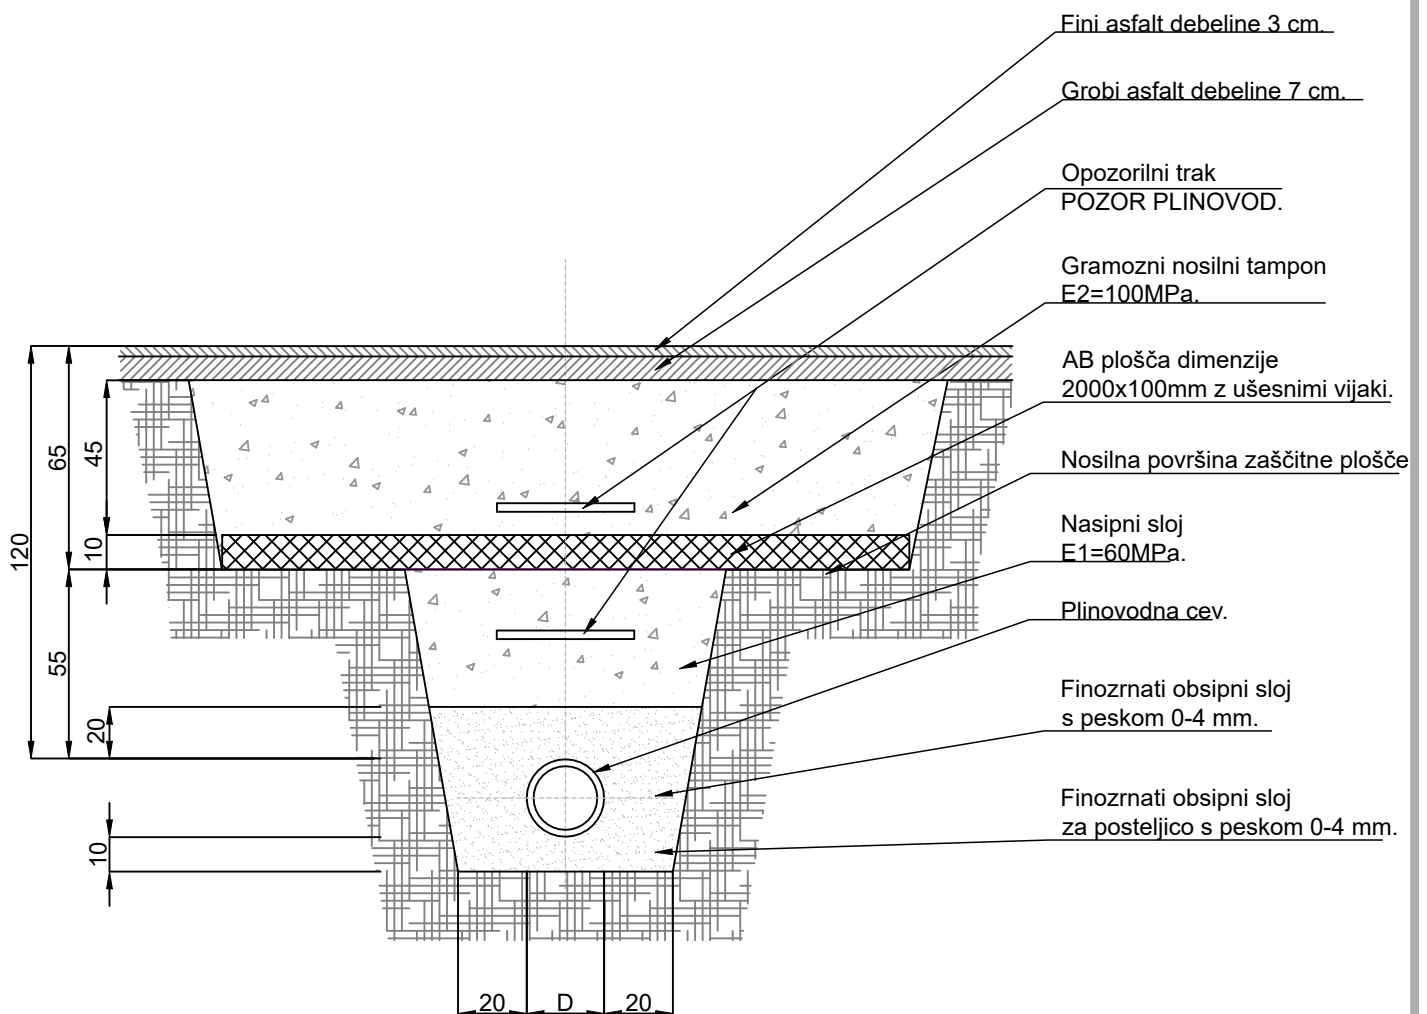 Fini asfalt debeline 3 cm.
Grobi asfalt debeline 7 cm.
Opozorilni trak
POZOR PLINOVOD.
Gramozni nosilni tampon
E2=100MPa.
AB plošča dimenzije
2000x100mm z ušesnimi vijaki.
Nosilna površina zaščitne plošče
Nasipni sloj
E1=60MPa.
Plinovodna cev.
Finozrnati obsipni sloj
s peskom 0-4 mm.
Finozrnati obsipni sloj
za posteljico s peskom 0-4 mm.
120
65
45
10
55
20
10
20
D
20